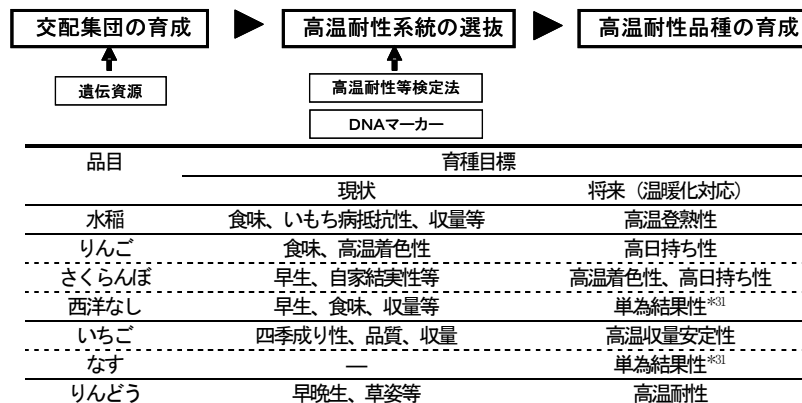 交配集団の育成 ▶ 高温耐性系統の選抜 ▶ 高温耐性品種の育成
遺伝資源 高温耐性等検定法
DNAマーカー
品目 育種目標
現状 将来（温暖化対応）
水稲 食味、いもち病抵抗性、収量等 高温登熟性
りんご 食味、高温着色性 高日持ち性
さくらんぼ 早生、自家結実性等 高温着色性、高日持ち性
西洋なし 早生、食味、収量等 単為結果性*31
いちご 四季成り性、品質、収量 高温収量安定性
なす ― 単為結果性*31
りんどう 早晩生、草姿等 高温耐性